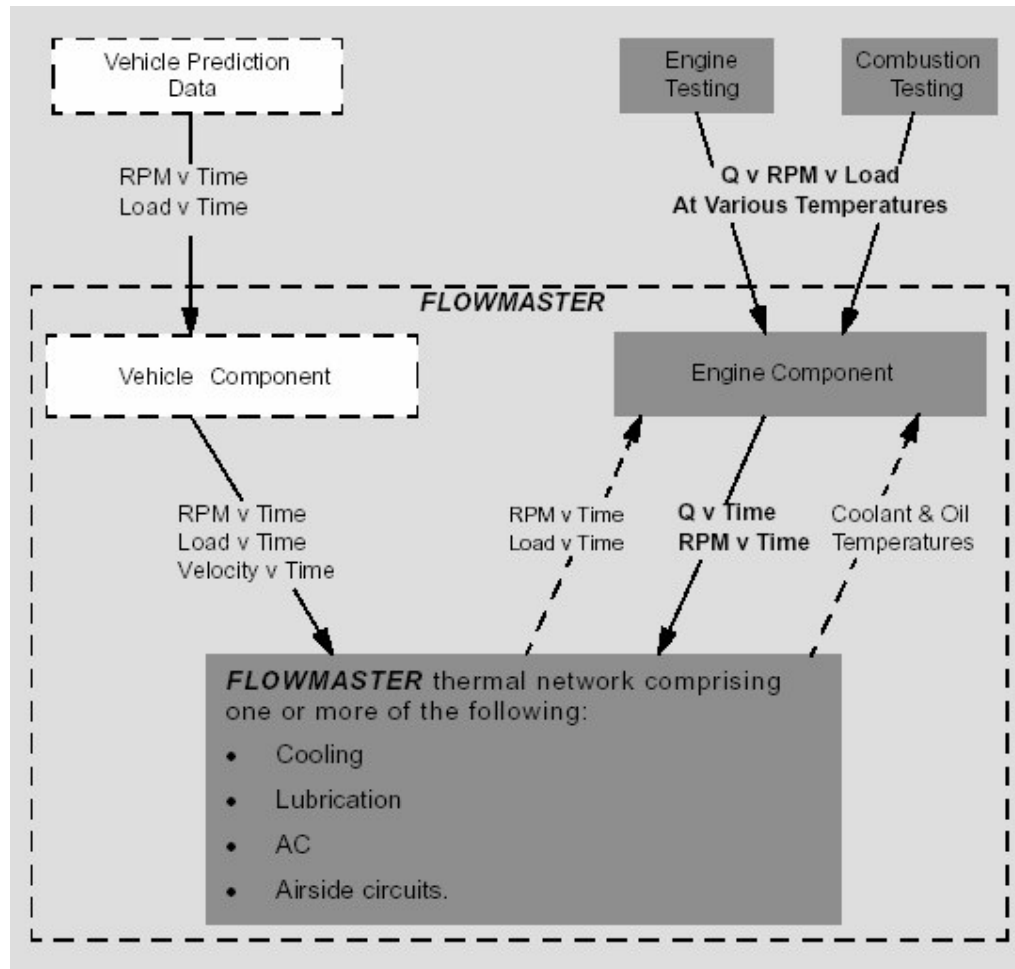 Vehicle Prediction
Data
Engine
Testing
Combustion
Testing
RPM v Time
Load v Time
Q v RPM v Load
At Various Temperatures
FLOWMASTER
Vehicle Component
Engine Component
RPM v Time
Load v Time
Velocity v Time
RPM v Time
Load v Time
Q v Time
RPM v Time
Coolant & Oil
Temperatures
FLOWMASTER thermal network comprising
one or more of the following:
• Cooling
• Lubrication
• AC
• Airside circuits.